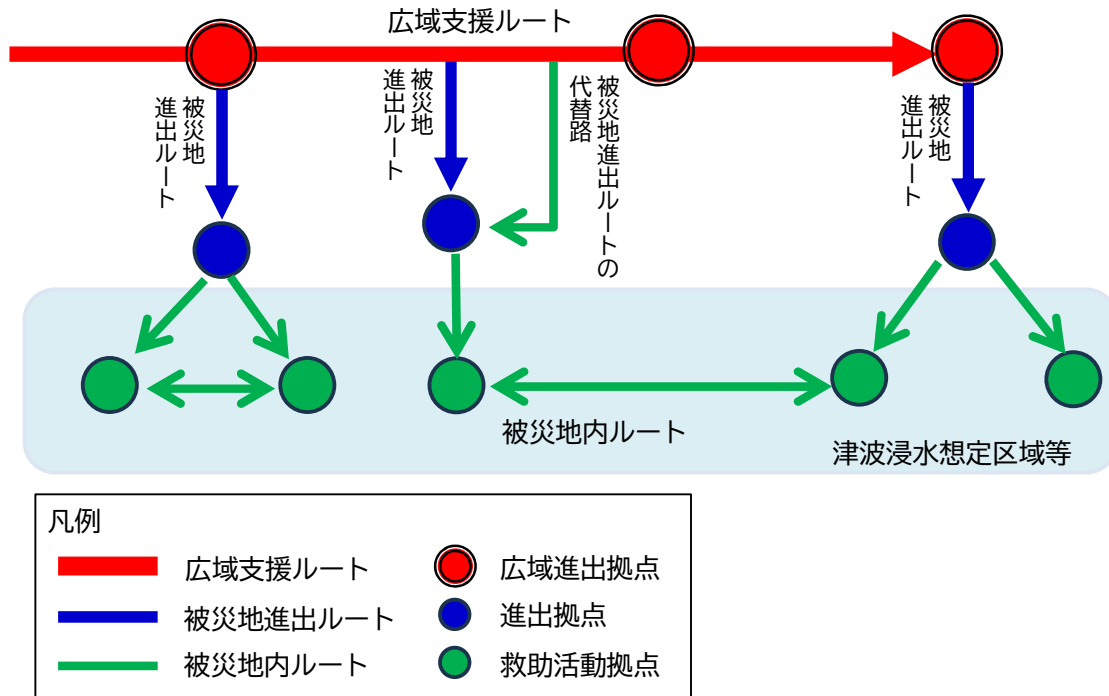 広域支援ルート
被災地
進出ルート
被災地
進出ルート
被災地進出ルートの
代替路
被災地
進出ルート
被災地内ルート
津波浸水想定区域等
凡例
広域支援ルート
広域進出拠点
被災地進出ルート
進出拠点
被災地内ルート
救助活動拠点